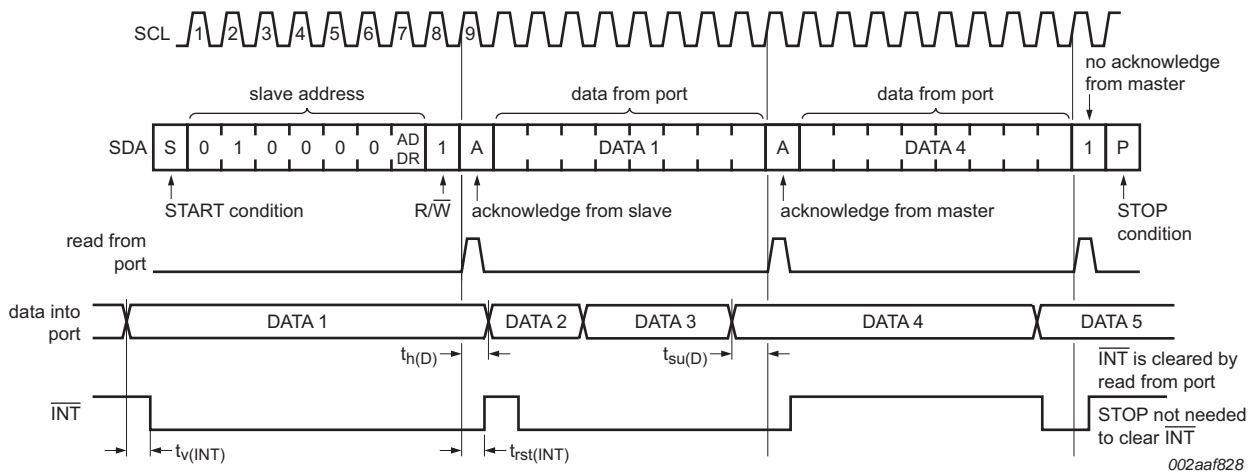 SCL 1 2 3 4 5 6 7 8 9
no acknowledge
from master
slave address
data from port
data from port
SDA S 0 1 0 0 0 0 AD DR 1 A DATA 1 A DATA 4 1 P
START condition
R/W̅
acknowledge from slave
acknowledge from master
STOP
condition
read from
port
data into
port
DATA 1
DATA 2
DATA 3
DATA 4
DATA 5
th(D)
tsu(D)
I̅N̅T̅ is cleared by
read from port
I̅N̅T̅
STOP not needed
to clear I̅N̅T̅
tv(INT)
trst(INT)
002aaf828